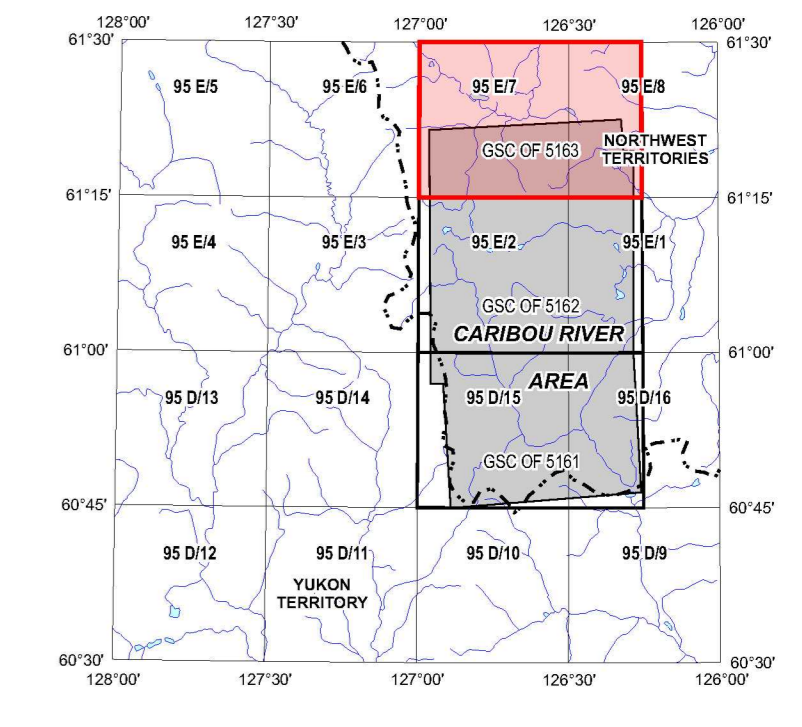 128°00' 127°30' 127°00' 126°30' 126°00'
61°30' 61°30'
95 E/5 95 E/6 95 E/7 95 E/8
GSC OF 5163 NORTHWEST
TERRITORIES
61°15' 61°15'
95 E/4 95 E/3 95 E/2 95 E/1
GSC OF 5162
CARIBOU RIVER
61°00' 61°00'
AREA
95 D/13 95 D/14 95 D/15 95 D/16
GSC OF 5161
60°45' 60°45'
95 D/12 95 D/11 95 D/10 95 D/9
YUKON
TERRITORY
60°30' 60°30'
128°00' 127°30' 127°00' 126°30' 126°00'